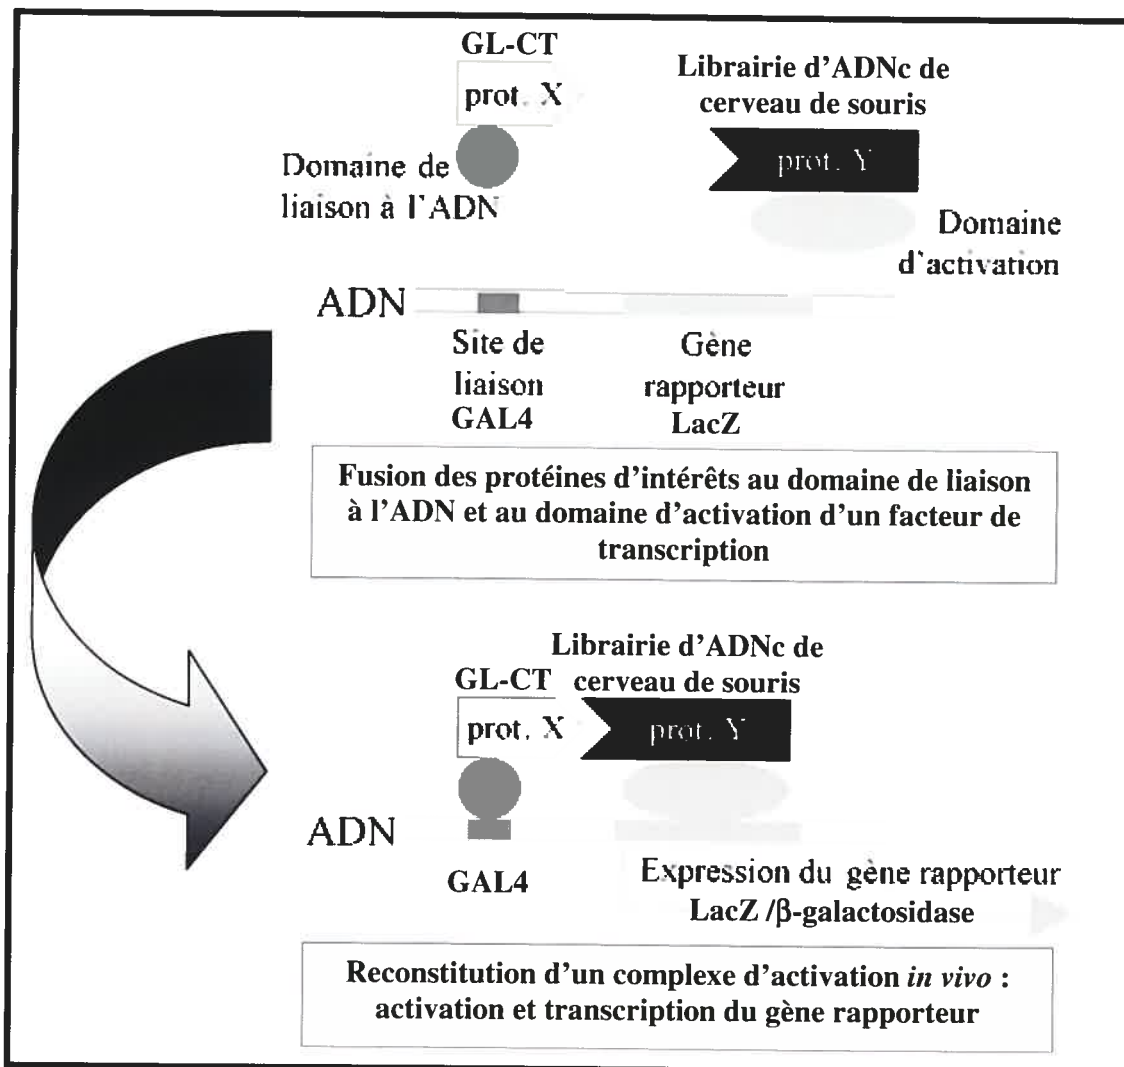 GL-CT
prot. X
Librairie d'ADNc de
cerveau de souris
prot. Y
Domaine de
liaison à l'ADN
Domaine
d'activation
ADN
Site de
liaison
GAL4
Gène
rapporteur
LacZ
Fusion des protéines d'intérêts au domaine de liaison
à l'ADN et au domaine d'activation d'un facteur de
transcription
Librairie d'ADNc de
cerveau de souris
GL-CT
prot. X
prot. Y
ADN
GAL4
Expression du gène rapporteur
LacZ /β-galactosidase
Reconstitution d'un complexe d'activation in vivo :
activation et transcription du gène rapporteur